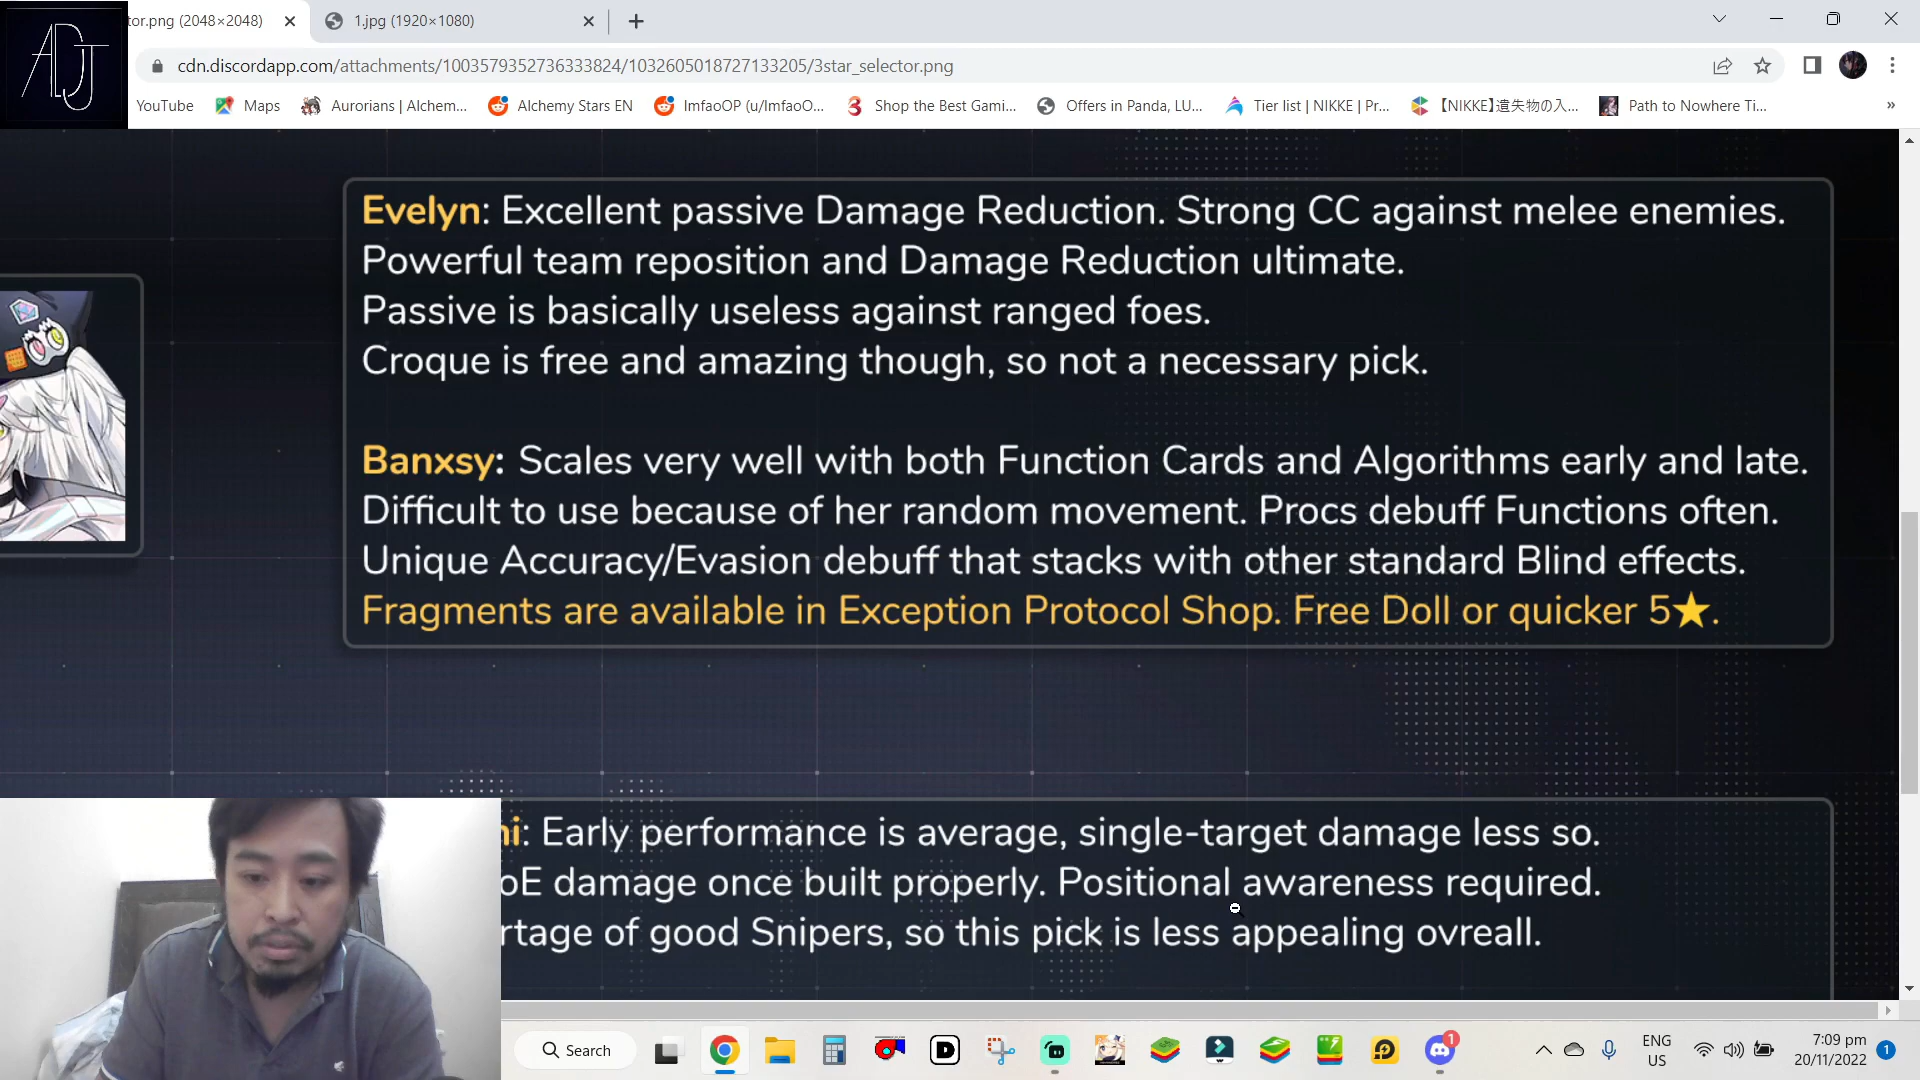 ADJ
tor.png (2048×2048)
1.jpg (1920×1080)
cdn.discordapp.com/attachments/1003579352736333824/1032605018727133205/3star_selector.png
YouTube Maps Aurorians | Alchem... Alchemy Stars EN lmfaoOP (u/lmfaoO... Shop the Best Gami... Offers in Panda, LU... Tier list | NIKKE | Pr... 【NIKKE】遺失物の入... Path to Nowhere Ti... »
Evelyn: Excellent passive Damage Reduction. Strong CC against melee enemies.
Powerful team reposition and Damage Reduction ultimate.
Passive is basically useless against ranged foes.
Croque is free and amazing though, so not a necessary pick.
Banxsy: Scales very well with both Function Cards and Algorithms early and late.
Difficult to use because of her random movement. Procs debuff Functions often.
Unique Accuracy/Evasion debuff that stacks with other standard Blind effects.
Fragments are available in Exception Protocol Shop. Free Doll or quicker 5★.
ni: Early performance is average, single-target damage less so.
oE damage once built properly. Positional awareness required.
rtage of good Snipers, so this pick is less appealing ovreall.
Search
1
ENG
US
7:09 pm
20/11/2022
1